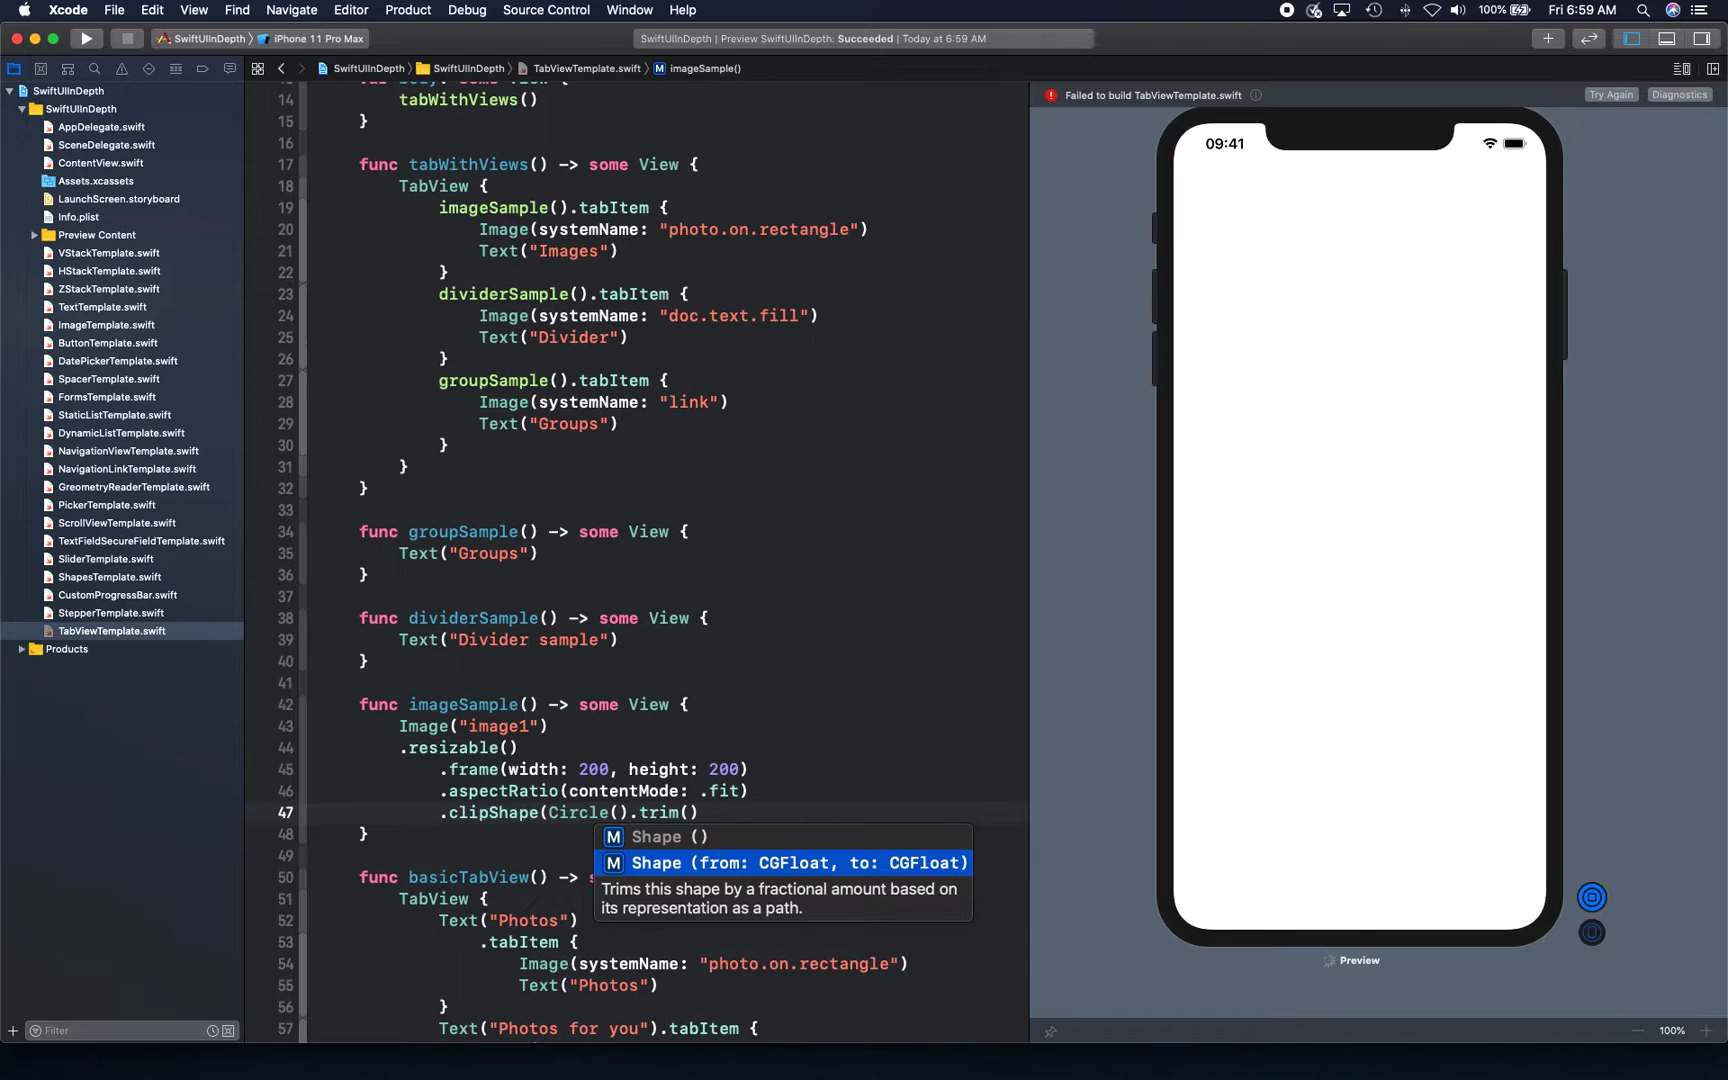 Xcode File Edit View Find Navigate Editor Product Debug Source Control Window Help 100% Fri 6:59 AM
SwiftUIInDepth iPhone 11 Pro Max SwiftUIInDepth | Preview SwiftUIInDepth: Succeeded | Today at 6:59 AM
SwiftUIInDepth SwiftUIInDepth TabViewTemplate.swift M imageSample()
SwiftUIInDepth
SwiftUIInDepth
AppDelegate.swift
SceneDelegate.swift
ContentView.swift
Assets.xcassets
LaunchScreen.storyboard
Info.plist
Preview Content
VStackTemplate.swift
HStackTemplate.swift
ZStackTemplate.swift
TextTemplate.swift
ImageTemplate.swift
ButtonTemplate.swift
DatePickerTemplate.swift
SpacerTemplate.swift
FormsTemplate.swift
StaticListTemplate.swift
DynamicListTemplate.swift
NavigationViewTemplate.swift
NavigationLinkTemplate.swift
GreometryReaderTemplate.swift
PickerTemplate.swift
ScrollViewTemplate.swift
TextFieldSecureFieldTemplate.swift
SliderTemplate.swift
ShapesTemplate.swift
CustomProgressBar.swift
StepperTemplate.swift
TabViewTemplate.swift
Products
Filter
14 tabWithViews()
15 }
16
17 func tabWithViews() -> some View {
18 TabView {
19 imageSample().tabItem {
20 Image(systemName: "photo.on.rectangle")
21 Text("Images")
22 }
23 dividerSample().tabItem {
24 Image(systemName: "doc.text.fill")
25 Text("Divider")
26 }
27 groupSample().tabItem {
28 Image(systemName: "link")
29 Text("Groups")
30 }
31 }
32 }
33
34 func groupSample() -> some View {
35 Text("Groups")
36 }
37
38 func dividerSample() -> some View {
39 Text("Divider sample")
40 }
41
42 func imageSample() -> some View {
43 Image("image1")
44 .resizable()
45 .frame(width: 200, height: 200)
46 .aspectRatio(contentMode: .fit)
47 .clipShape(Circle().trim()
48 }
49
50 func basicTabView() -> s
51 TabView {
52 Text("Photos")
53 .tabItem {
54 Image(systemName: "photo.on.rectangle")
55 Text("Photos")
56 }
57 Text("Photos for you").tabItem {
M Shape ()
M Shape (from: CGFloat, to: CGFloat)
Trims this shape by a fractional amount based on
its representation as a path.
Failed to build TabViewTemplate.swift Try Again Diagnostics
09:41
Preview
100%